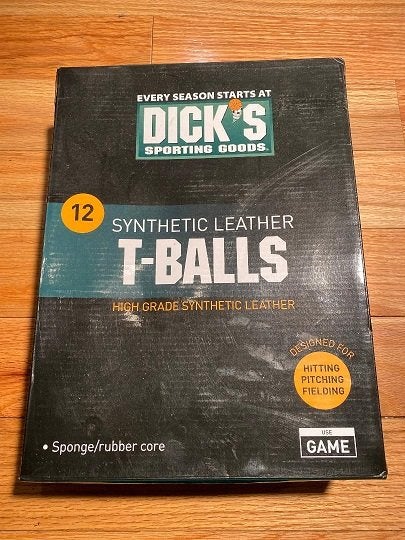 EVERY SEASON STARTS AT
DICK'S
SPORTING GOODS
12
SYNTHETIC LEATHER
T-BALLS
HIGH GRADE SYNTHETIC LEATHER
DESIGNED FOR
HITTING
PITCHING
FIELDING
• Sponge/rubber core
USE
GAME